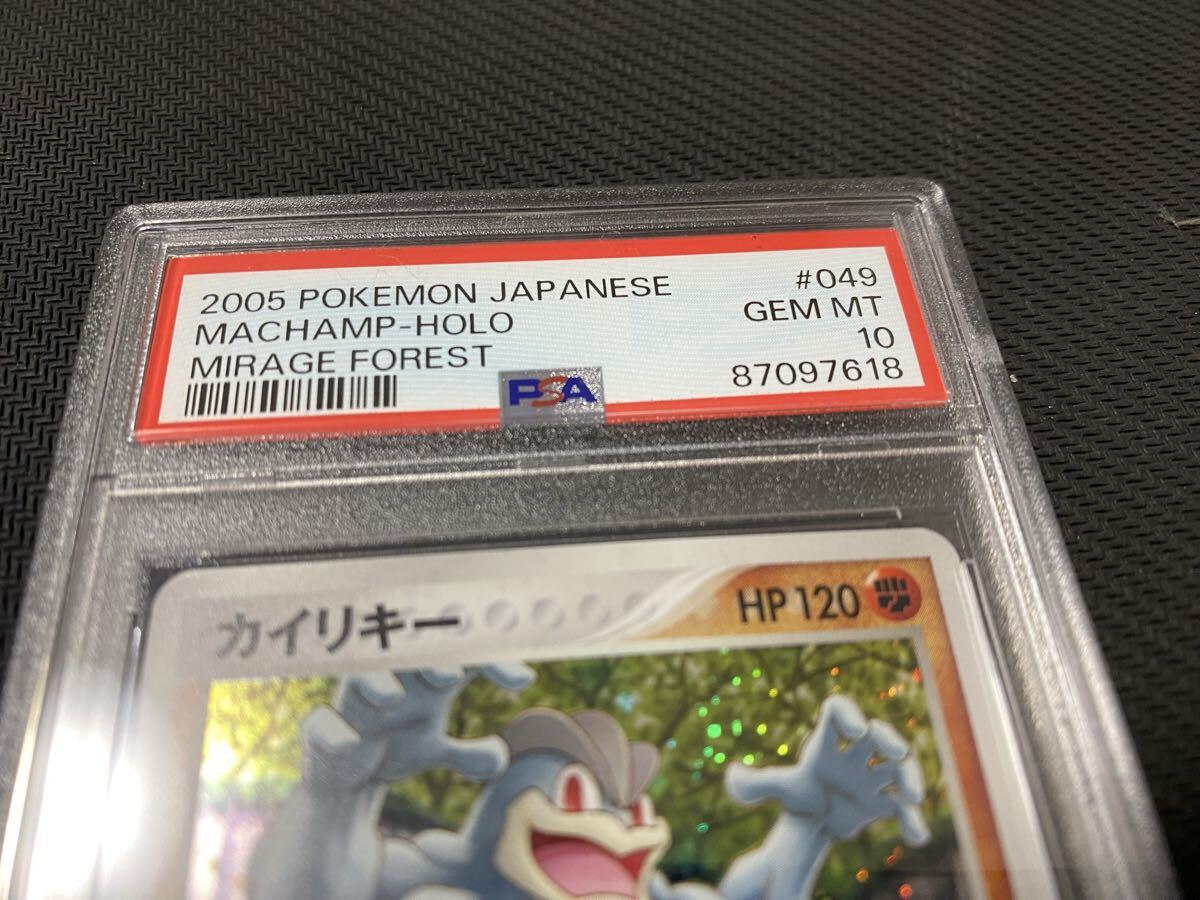 2005 POKEMON JAPANESE #049
MACHAMP-HOLO GEM MT
MIRAGE FOREST 10
87097618
PSA
カイリキー HP 120